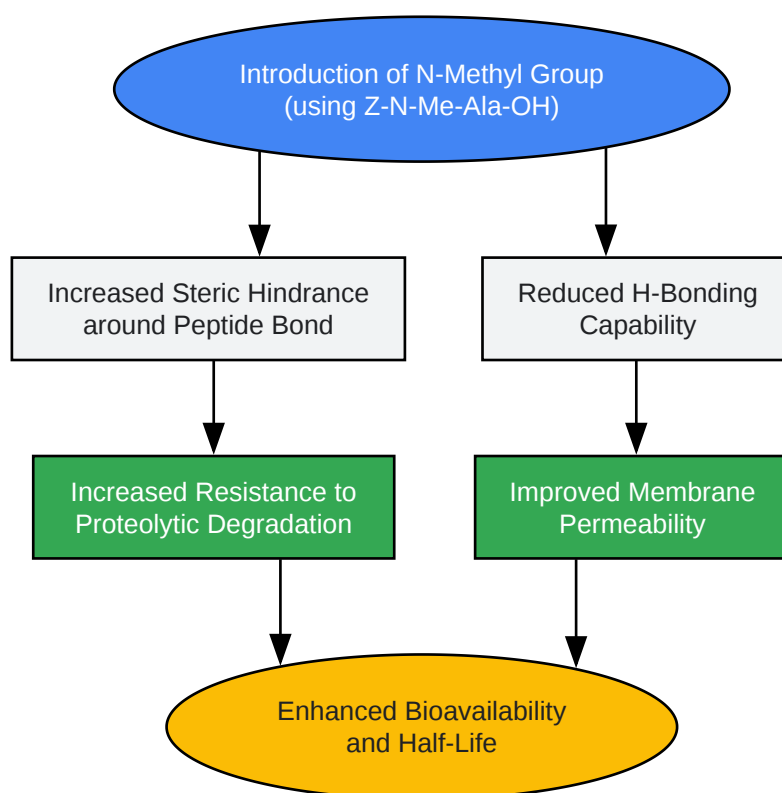 Introduction of N-Methyl Group
(using Z-N-Me-Ala-OH)
Increased Steric Hindrance
around Peptide Bond
Reduced H-Bonding
Capability
Increased Resistance to
Proteolytic Degradation
Improved Membrane
Permeability
Enhanced Bioavailability
and Half-Life